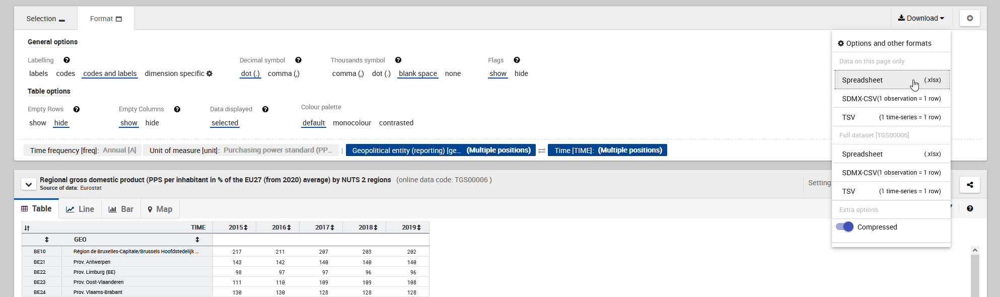 Selection
Format
Download
General options
Options and other formats
Labelling
Decimal symbol
Thousands symbol
Flags
Data on this page only
labels codes codes and labels dimension specific
dot (.) comma (,)
comma (,) dot (.) blank space none
show hide
Spreadsheet (.xlsx)
Table options
SDMX-CSV(1 observation = 1 row)
Empty Rows
Empty Columns
Data displayed
Colour palette
TSV (1 time-series = 1 row)
show hide
show hide
selected
default monocolour contrasted
Full dataset [TGS00006]
Time frequency [freq]: Annual [A]
Unit of measure [unit]: Purchasing power standard (PP...
Geopolitical entity (reporting) [ge... (Multiple positions)
Time [TIME]: (Multiple positions)
Spreadsheet (.xlsx)
SDMX-CSV(1 observation = 1 row)
Regional gross domestic product (PPS per inhabitant in % of the EU27 (from 2020) average) by NUTS 2 regions (online data code: TGS00006 )
Source of data: Eurostat
TSV (1 time-series = 1 row)
Table
Line
Bar
Map
Extra options
Compressed
TIME 2015 2016 2017 2018 2019
GEO
BE10 Région de Bruxelles-Capitale/Brussels Hoofdstedelijk ... 217 211 207 203 202
BE21 Prov. Antwerpen 143 142 140 140 140
BE22 Prov. Limburg (BE) 98 97 97 96 96
BE23 Prov. Oost-Vlaanderen 111 110 109 109 108
BE24 Prov. Vlaams-Brabant 130 130 128 128 128